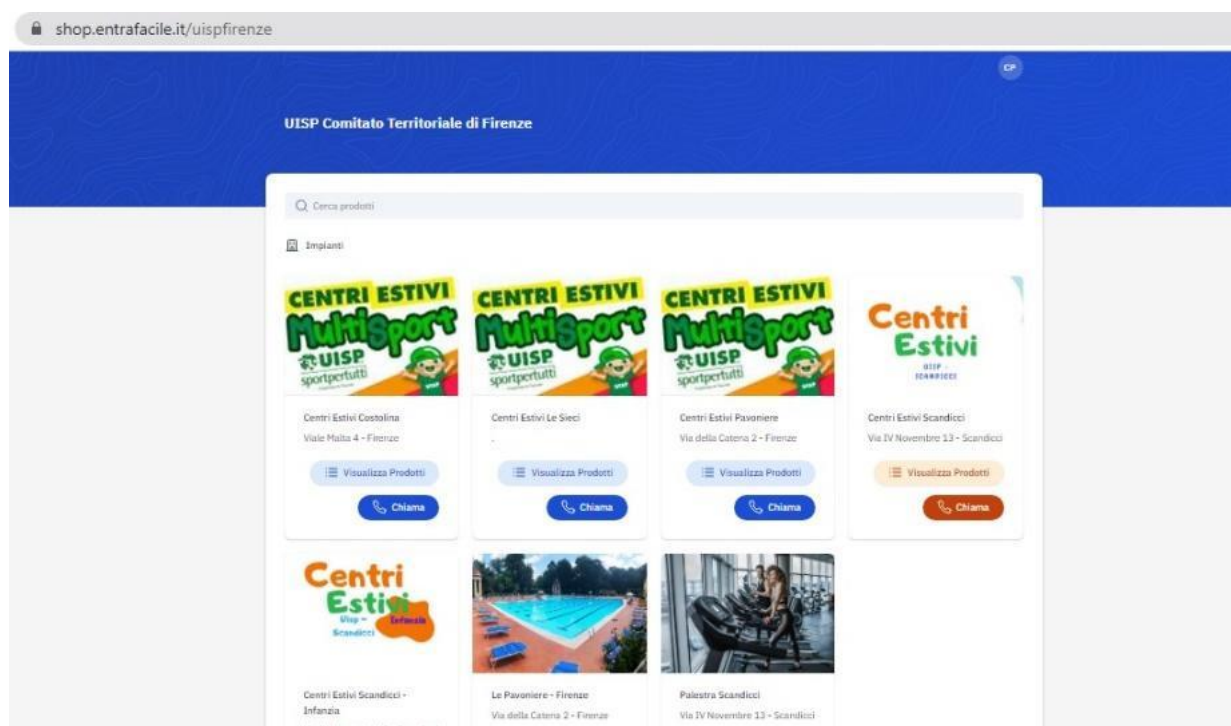 shop.entrafacile.it/uispfirenze
CP
UISP Comitato Territoriale di Firenze
Cerca prodotti
Impianti
CENTRI ESTIVI
MultiSport
UISP
sportpertutti
CENTRI ESTIVI
MultiSport
UISP
sportpertutti
CENTRI ESTIVI
MultiSport
UISP
sportpertutti
Centri
Estivi
UISP -
SCANDICCI
Centri Estivi Costolina
Viale Malta 4 - Firenze
Visualizza Prodotti
Chiama
Centri Estivi Le Sieci
.
Visualizza Prodotti
Chiama
Centri Estivi Pavoniere
Via della Catena 2 - Firenze
Visualizza Prodotti
Chiama
Centri Estivi Scandicci
Via IV Novembre 13 - Scandicci
Visualizza Prodotti
Chiama
Centri
Estivi
Uisp - Infanzia
Scandicci
Centri Estivi Scandicci -
Infanzia
Le Pavoniere - Firenze
Via della Catena 2 - Firenze
Palestra Scandicci
Via IV Novembre 13 - Scandicci